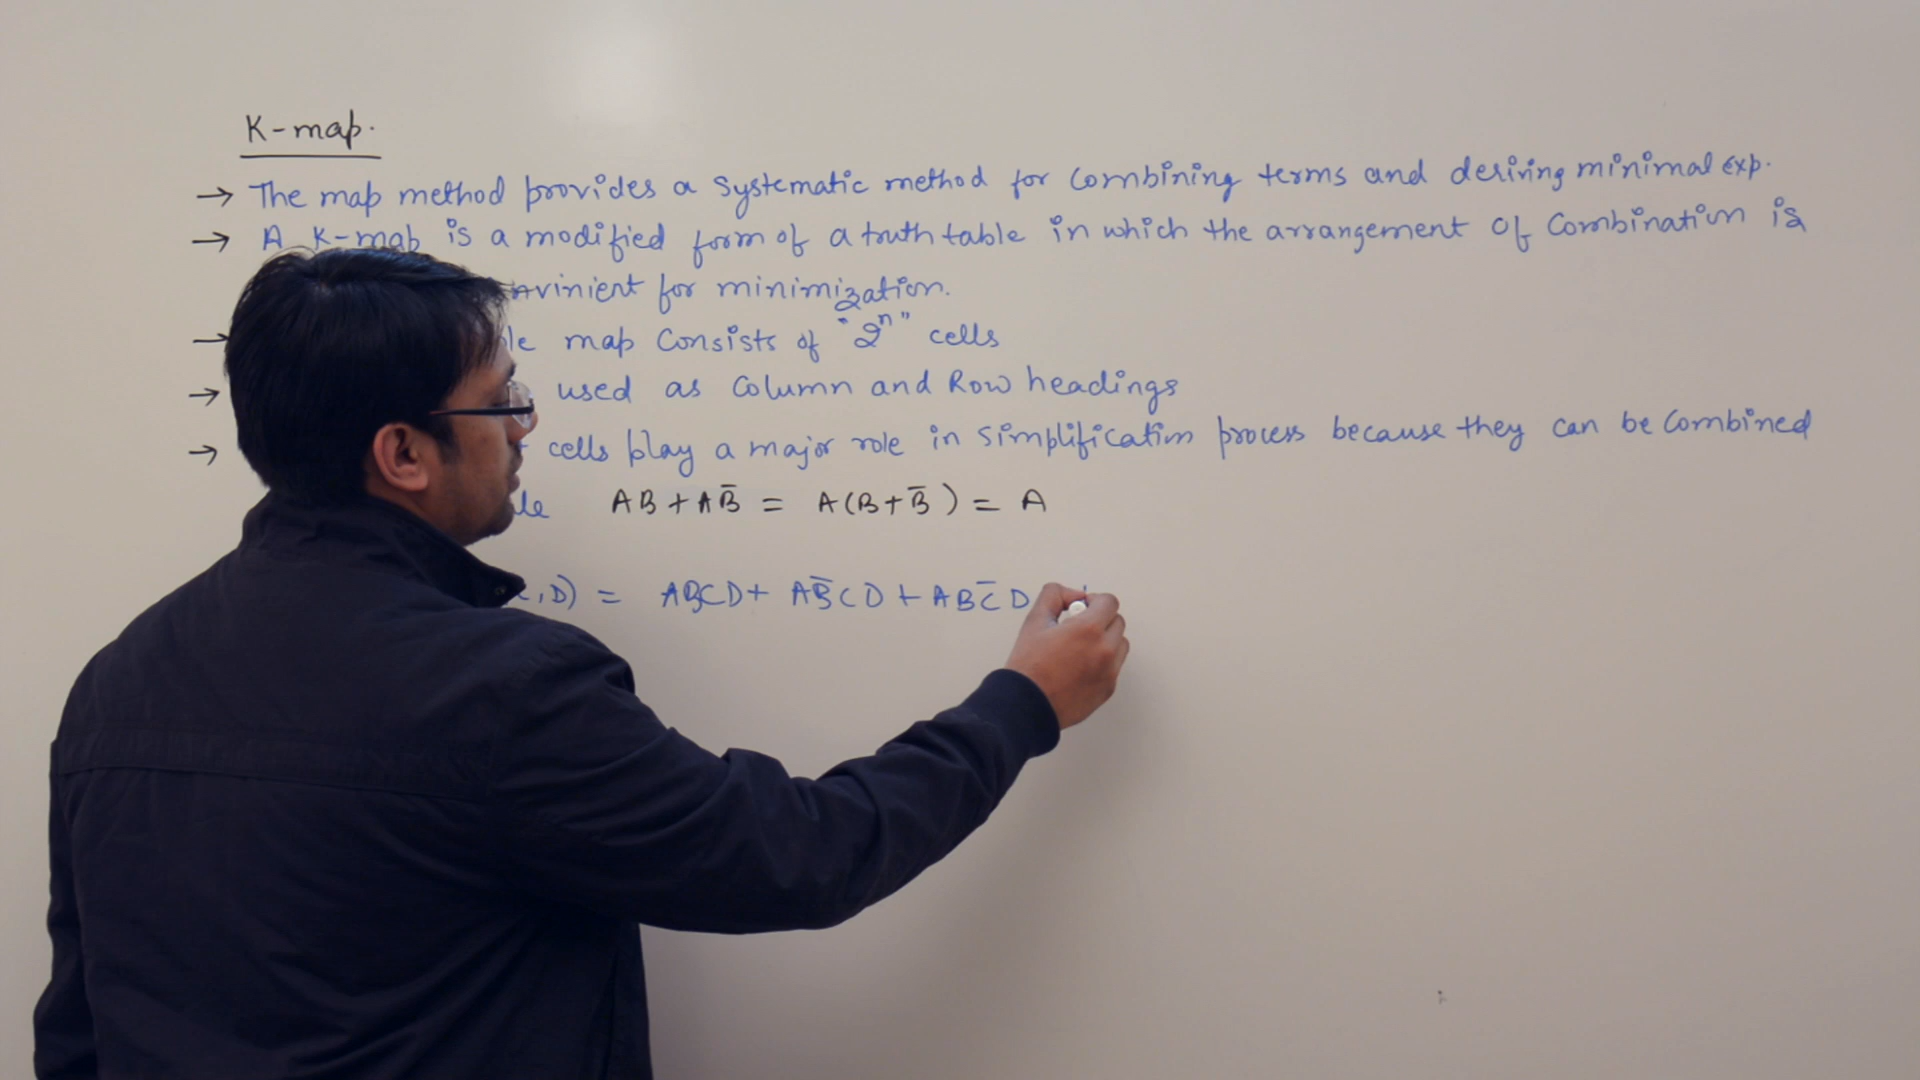 K-map.
→ The map method provides a systematic method for combining terms and deriving minimal exp.
→ A K-map is a modified form of a truth table in which the arrangement of Combination is
for minimization.
→ map Consists of "2ⁿ" cells
→ used as Column and Row headings
→ cells play a major role in simplification process because they can be Combined
AB + AB̅ = A(B+B̅) = A
,D) = ABCD + AB̅CD + ABC̅D